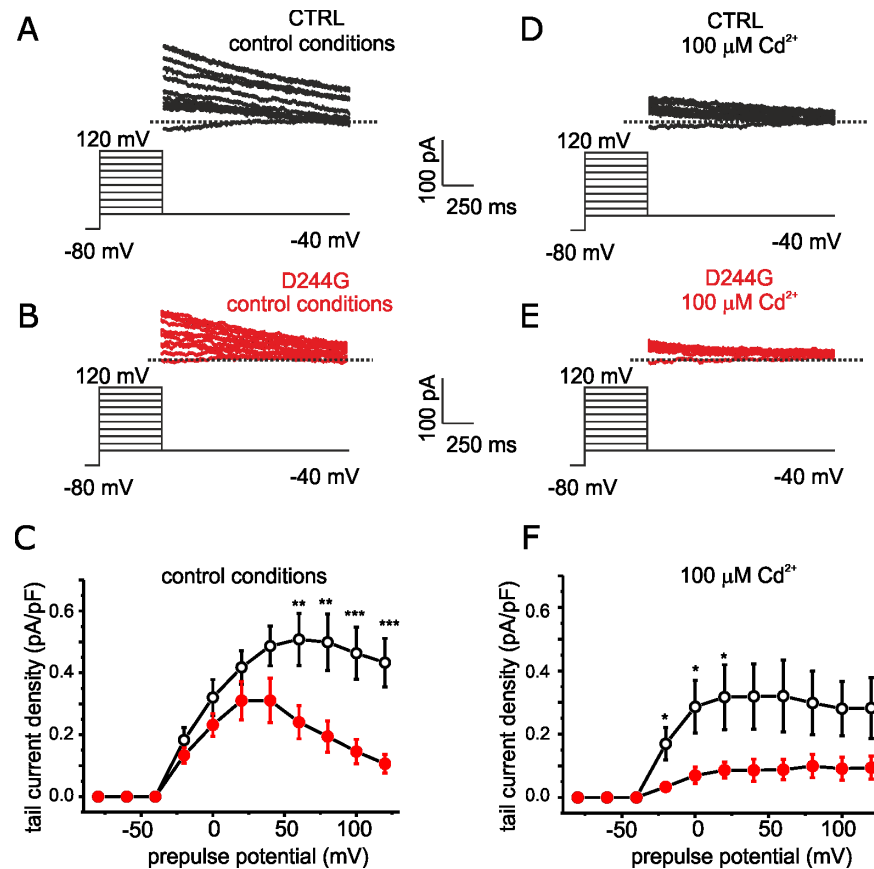 A
CTRL
control conditions
120 mV
-80 mV
-40 mV
100 pA
250 ms
D
CTRL
100 μM Cd²⁺
120 mV
-80 mV
-40 mV
B
D244G
control conditions
120 mV
-80 mV
-40 mV
100 pA
250 ms
E
D244G
100 μM Cd²⁺
120 mV
-80 mV
-40 mV
C
control conditions
tail current density (pA/pF)
0.6
0.4
0.2
0.0
** ** *** ***
-50 0 50 100
prepulse potential (mV)
F
100 μM Cd²⁺
tail current density (pA/pF)
0.6
0.4
0.2
0.0
* * *
-50 0 50 100
prepulse potential (mV)